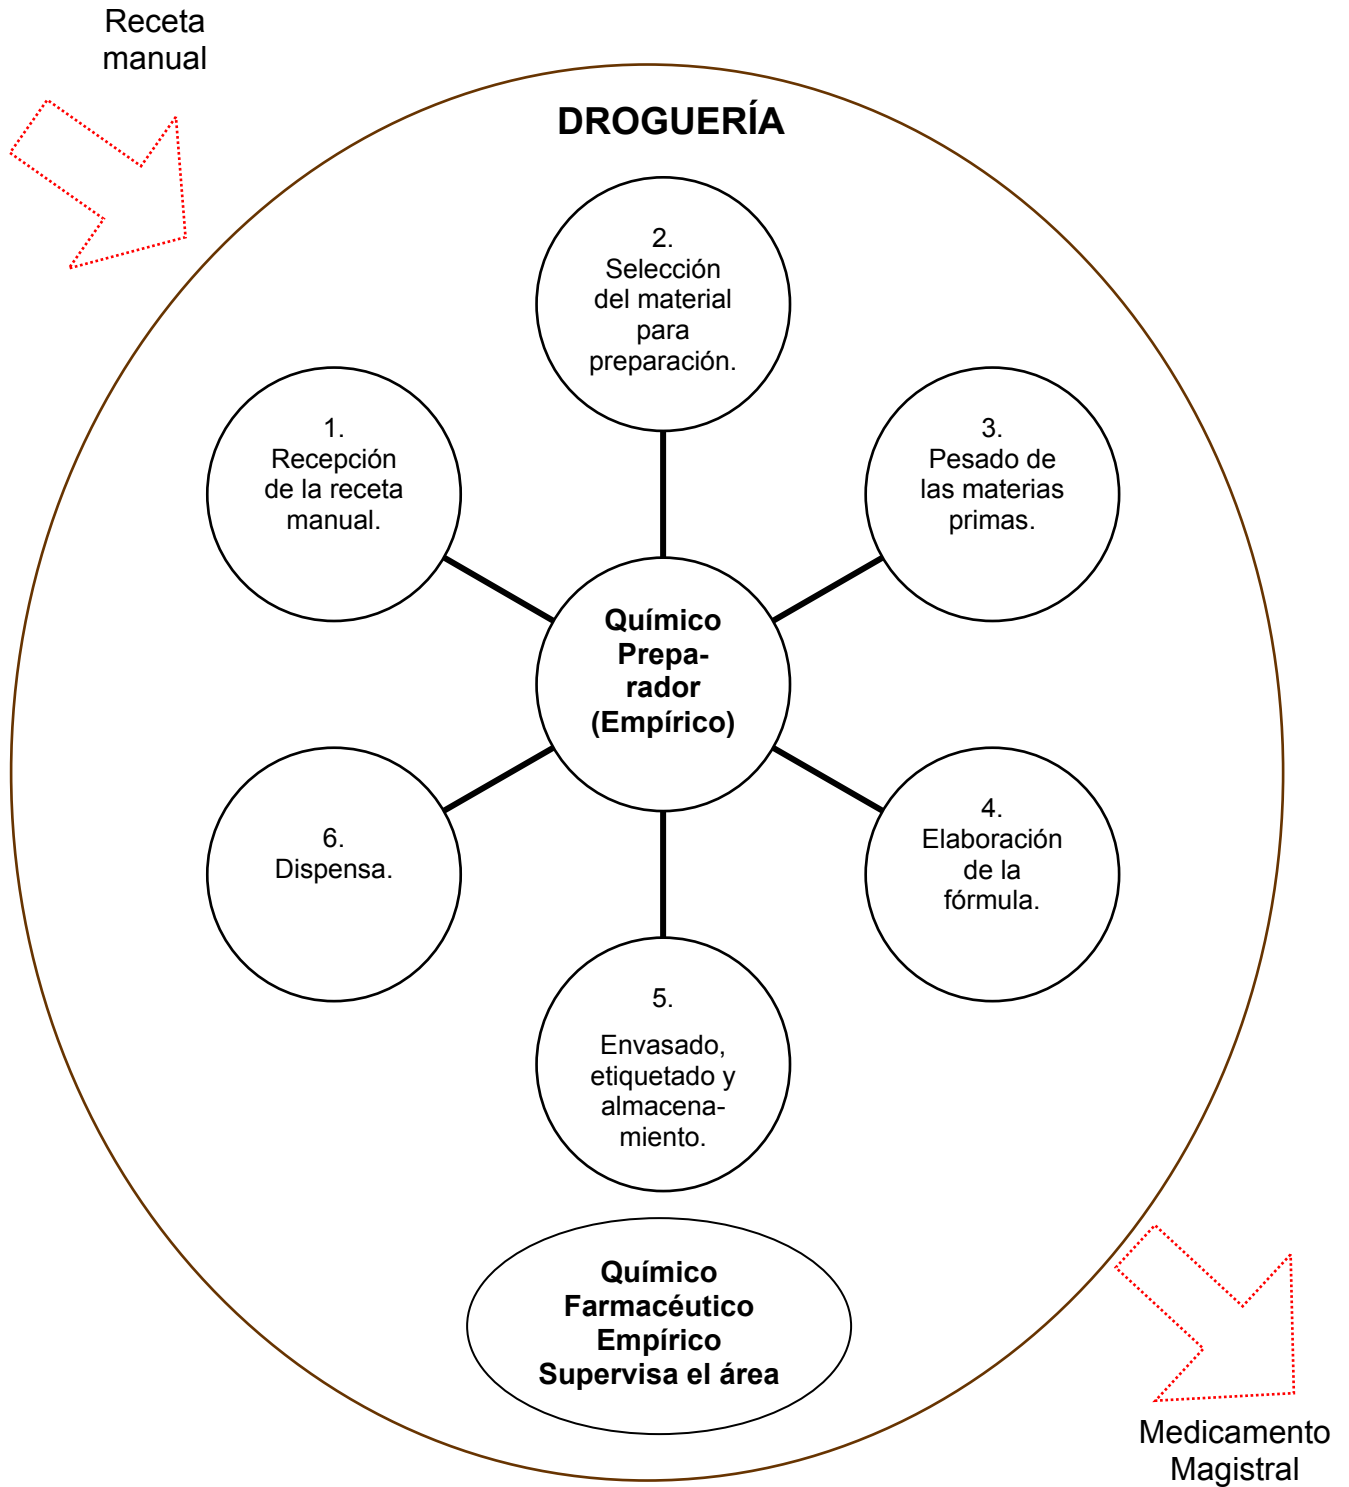 Receta
manual
DROGUERÍA
1.
Recepción
de la receta
manual.
2.
Selección
del material
para
preparación.
3.
Pesado de
las materias
primas.
Químico
Prepa-
rador
(Empírico)
4.
Elaboración
de la
fórmula.
5.
Envasado,
etiquetado y
almacena-
miento.
6.
Dispensa.
Químico
Farmacéutico
Empírico
Supervisa el área
Medicamento
Magistral